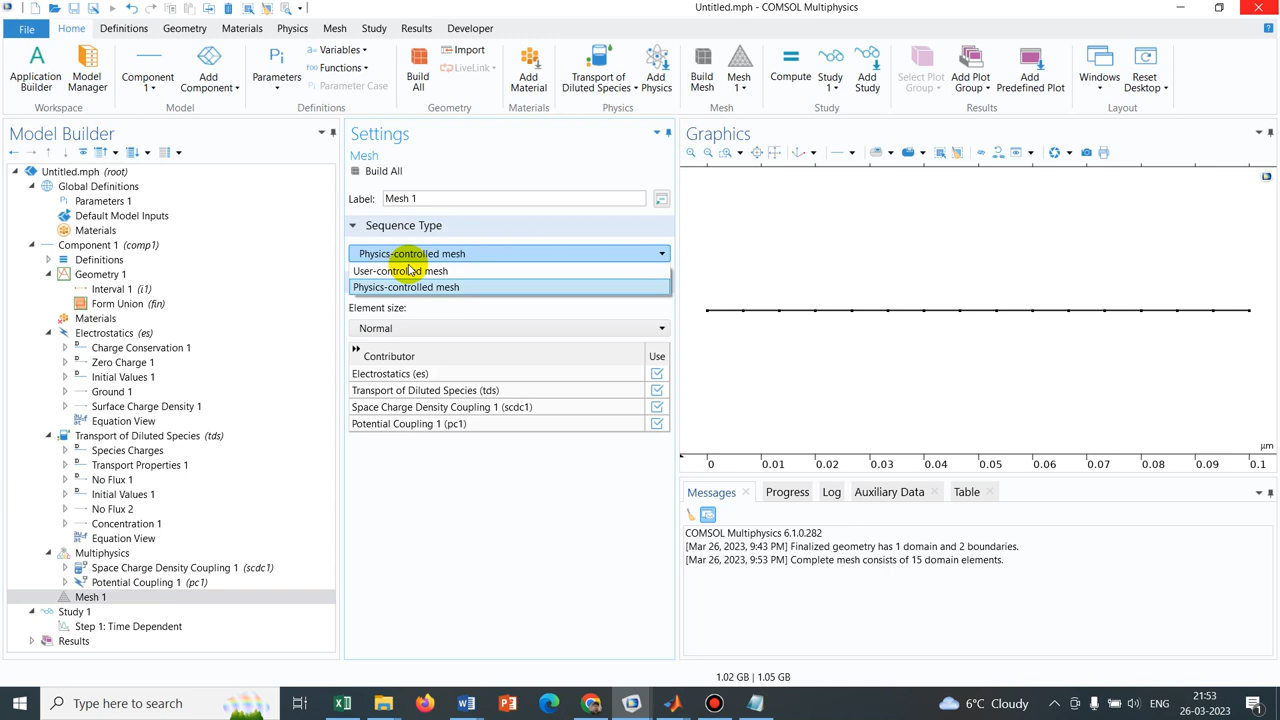 Untitled.mph - COMSOL Multiphysics
File
Home
Definitions
Geometry
Materials
Physics
Mesh
Study
Results
Developer
Application Builder
Model Manager
Workspace
Component 1
Add Component
Model
Parameters
a= Variables
f(x) Functions
Pi Parameter Case
Definitions
Build All
Import
LiveLink
Geometry
Add Material
Materials
Transport of Diluted Species
Add Physics
Physics
Build Mesh
Mesh 1
Mesh
Compute
Study 1
Add Study
Study
Select Plot Group
Add Plot Group
Add Predefined Plot
Results
Windows
Reset Desktop
Layout
Model Builder
Untitled.mph (root)
Global Definitions
Parameters 1
Default Model Inputs
Materials
Component 1 (comp1)
Definitions
Geometry 1
Interval 1 (i1)
Form Union (fin)
Materials
Electrostatics (es)
Charge Conservation 1
Zero Charge 1
Initial Values 1
Ground 1
Surface Charge Density 1
Equation View
Transport of Diluted Species (tds)
Species Charges
Transport Properties 1
No Flux 1
Initial Values 1
No Flux 2
Concentration 1
Equation View
Multiphysics
Space Charge Density Coupling 1 (scdc1)
Potential Coupling 1 (pc1)
Mesh 1
Study 1
Step 1: Time Dependent
Results
Settings
Mesh
Build All
Label: Mesh 1
Sequence Type
Physics-controlled mesh
User-controlled mesh
Physics-controlled mesh
Element size:
Normal
Contributor Use
Electrostatics (es)
Transport of Diluted Species (tds)
Space Charge Density Coupling 1 (scdc1)
Potential Coupling 1 (pc1)
Graphics
µm
0 0.01 0.02 0.03 0.04 0.05 0.06 0.07 0.08 0.09 0.1
Messages Progress Log Auxiliary Data Table
COMSOL Multiphysics 6.1.0.282
[Mar 26, 2023, 9:43 PM] Finalized geometry has 1 domain and 2 boundaries.
[Mar 26, 2023, 9:53 PM] Complete mesh consists of 15 domain elements.
1.02 GB | 1.05 GB
Type here to search
6°C Cloudy
ENG
21:53
26-03-2023
1